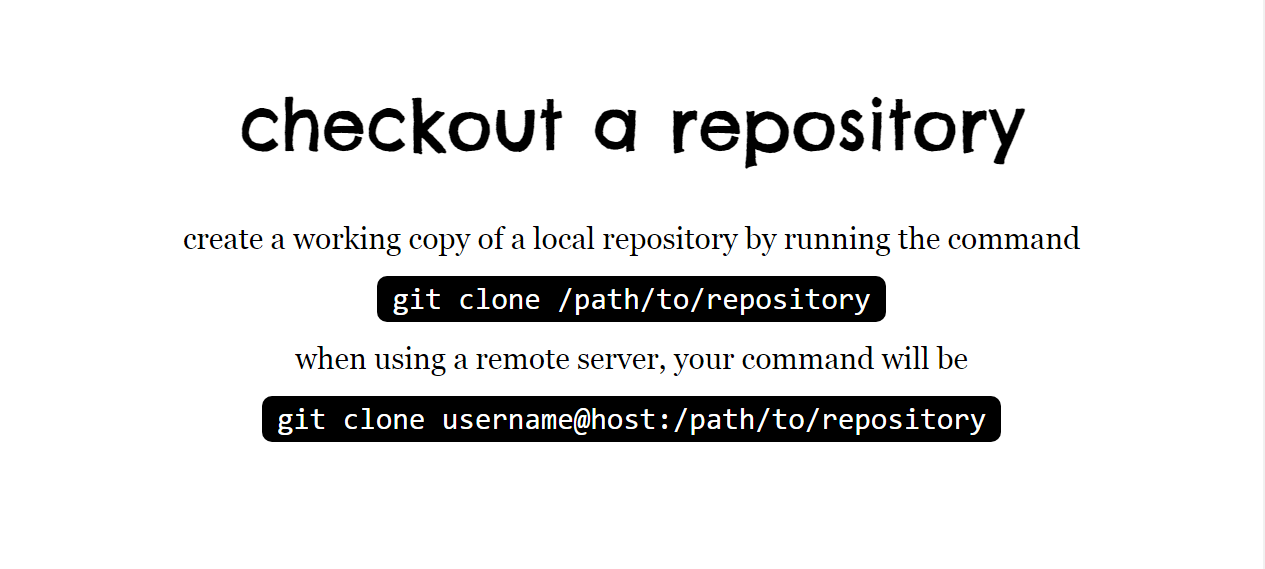 checkout a repository
create a working copy of a local repository by running the command
git clone /path/to/repository
when using a remote server, your command will be
git clone username@host:/path/to/repository